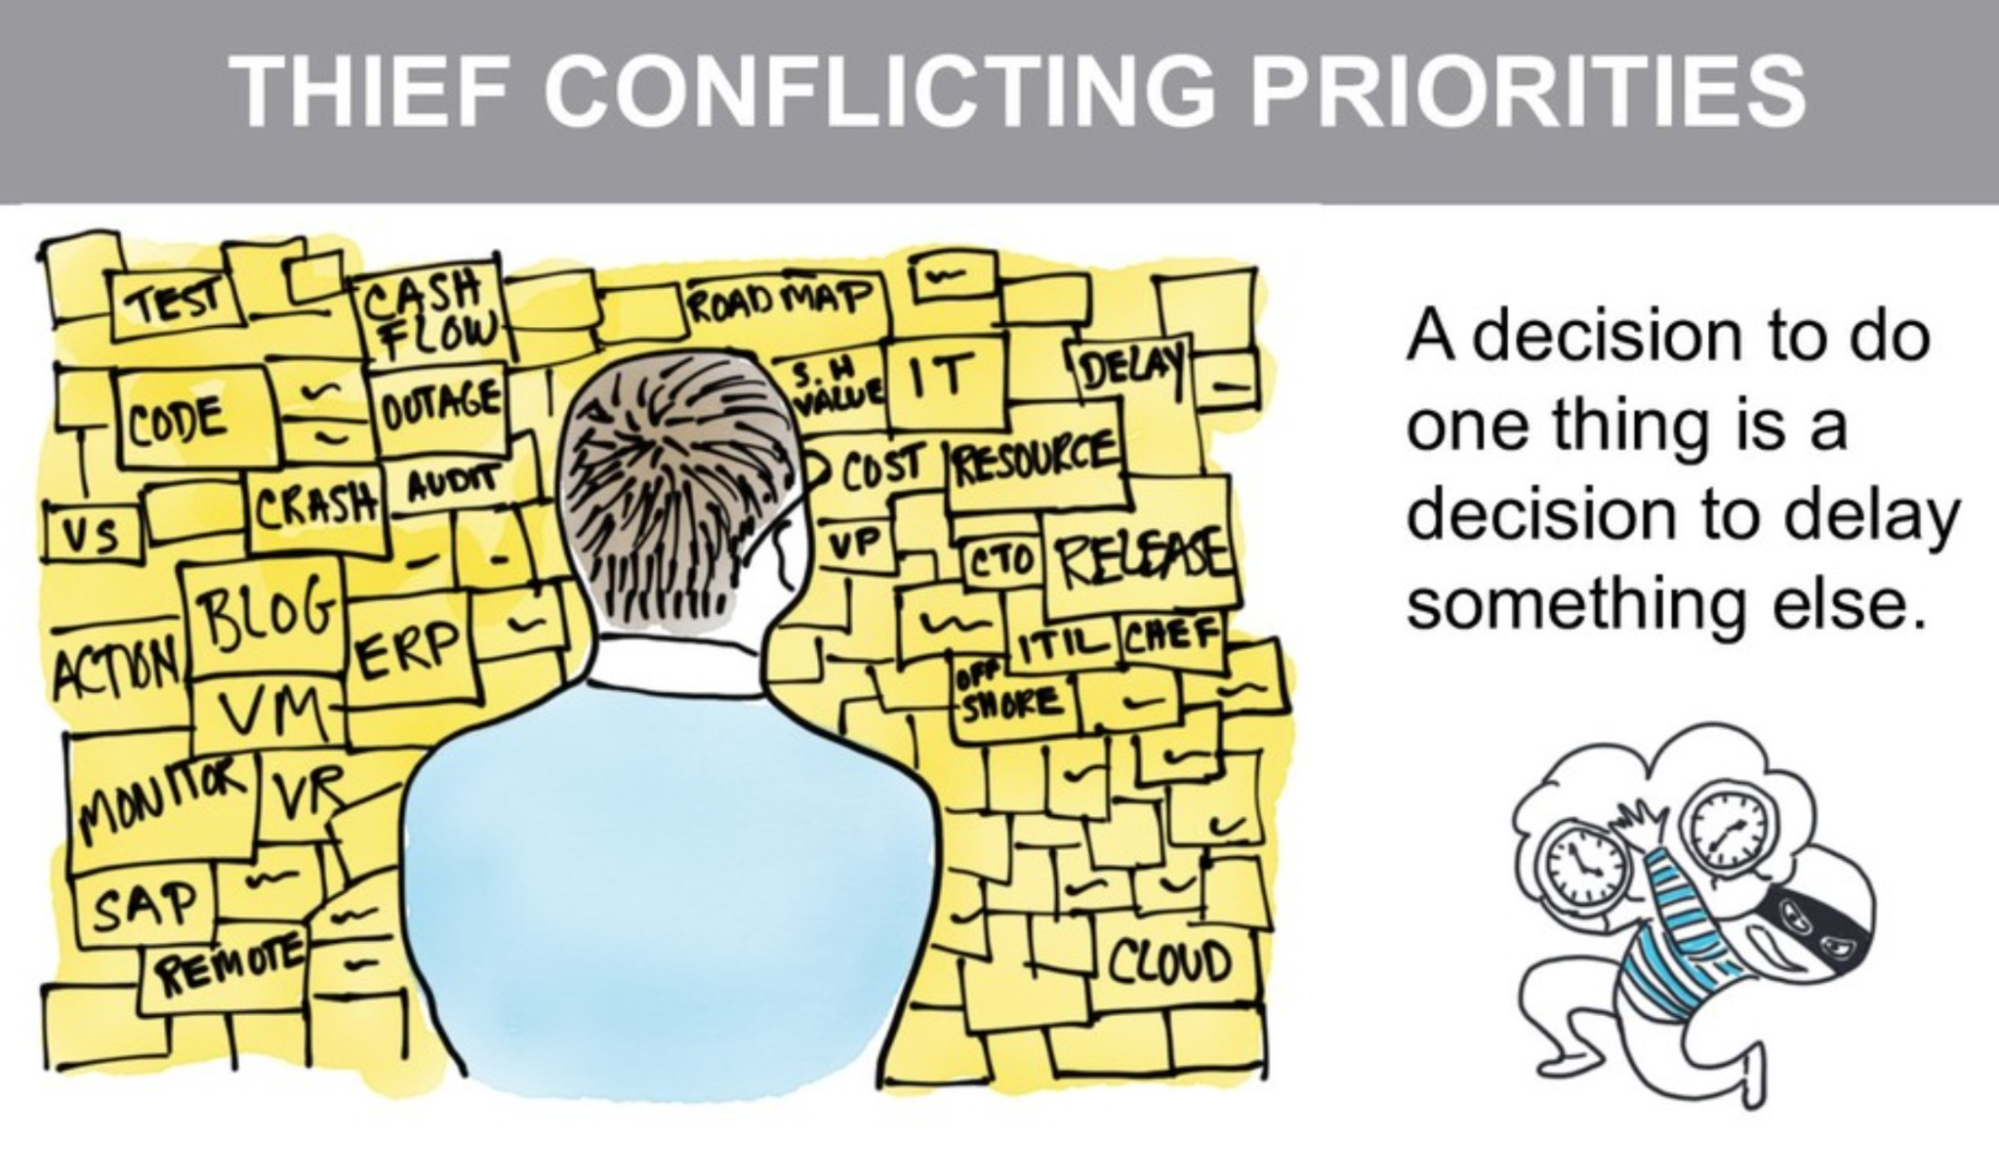 THIEF CONFLICTING PRIORITIES
TEST
CASH
FLOW
ROADMAP
CODE
OUTAGE
S.H
VALUE
IT
DELAY
CRASH
AUDIT
COST
RESOURCE
VS
VP
CTO
RELEASE
BLOG
ACTION
ERP
ITIL
CHEF
OFF
SHORE
VM
MONITOR
VR
SAP
REMOTE
CLOUD
A decision to do
one thing is a
decision to delay
something else.